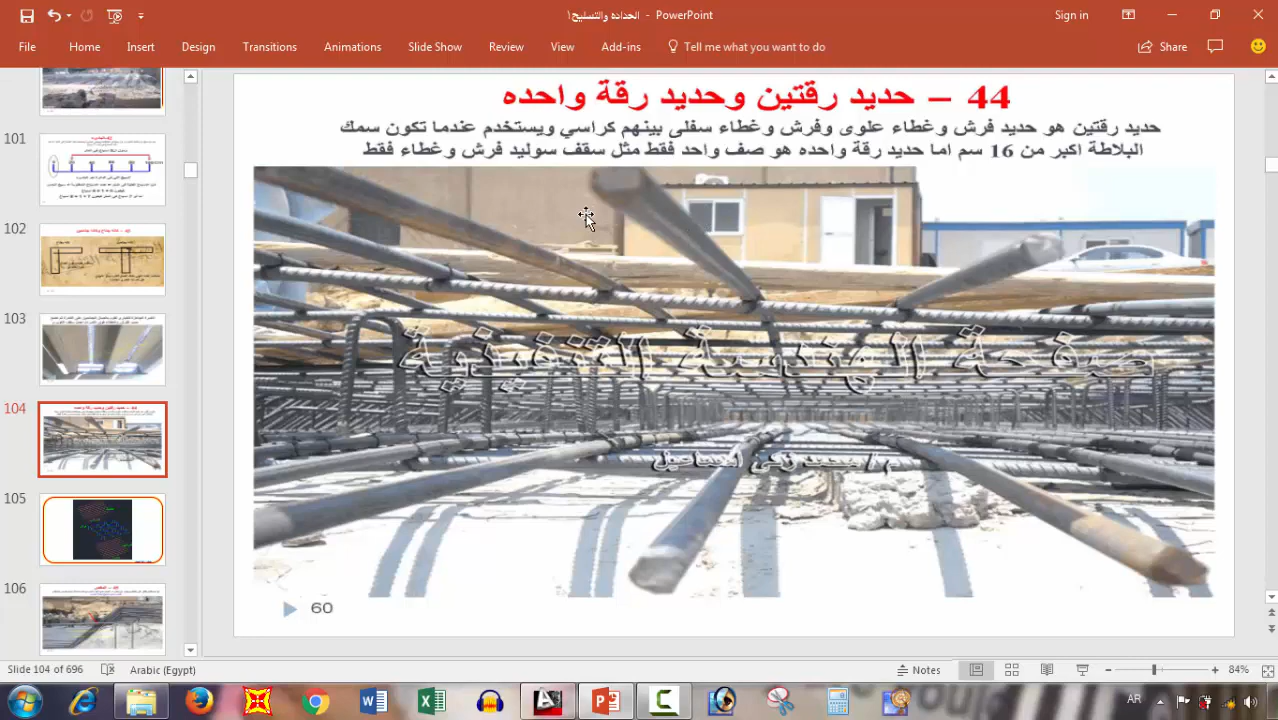 الحداده والتسليح١ - PowerPoint
Sign in
File Home Insert Design Transitions Animations Slide Show Review View Add-ins Tell me what you want to do Share
101
102
103
104
105
106
44 – حديد رقتين وحديد رقة واحده
حديد رقتين هو حديد فرش وغطاء علوى وفرش وغطاء سفلى بينهم كراسي ويستخدم عندما تكون سمك
البلاطة اكبر من 16 سم اما حديد رقة واحده هو صف واحد فقط مثل سقف سوليد فرش وغطاء فقط
صفحة الهندسة التنفيذية
60
Slide 104 of 696 Arabic (Egypt) Notes 84%
AR